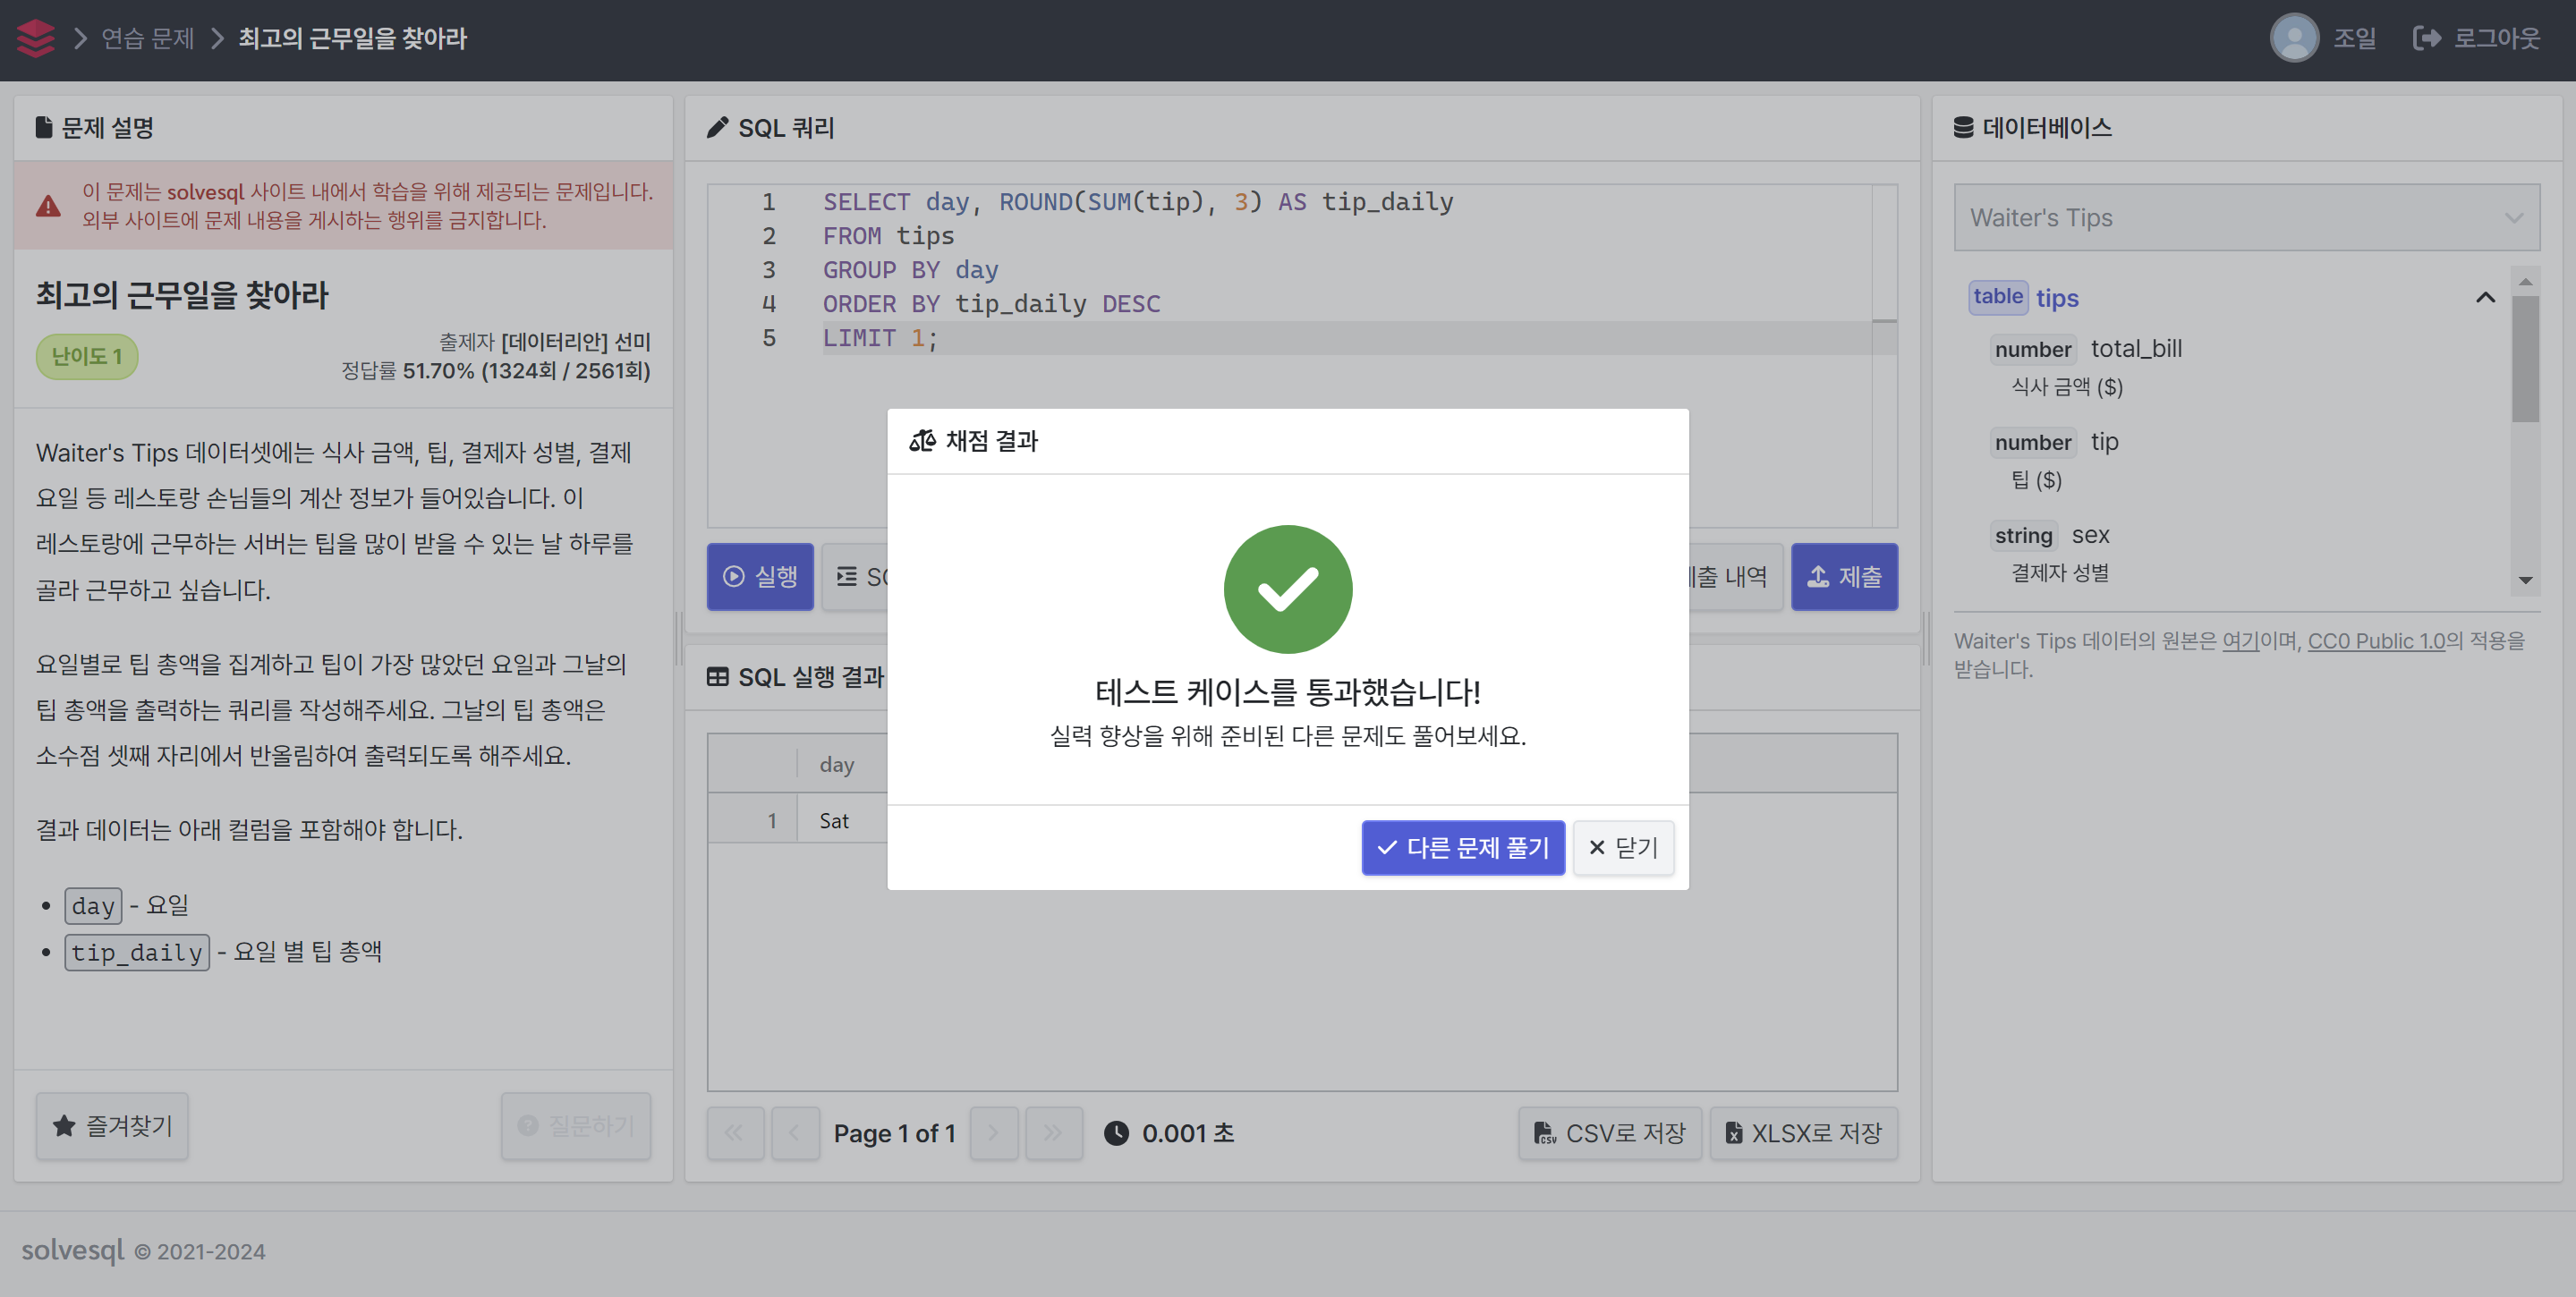 연습 문제 최고의 근무일을 찾아라 조일 로그아웃
문제 설명
이 문제는 solvesql 사이트 내에서 학습을 위해 제공되는 문제입니다.
외부 사이트에 문제 내용을 게시하는 행위를 금지합니다.
최고의 근무일을 찾아라
난이도 1
출제자 [데이터리안] 선미
정답률 51.70% (1324회 / 2561회)
Waiter's Tips 데이터셋에는 식사 금액, 팁, 결제자 성별, 결제
요일 등 레스토랑 손님들의 계산 정보가 들어있습니다. 이
레스토랑에 근무하는 서버는 팁을 많이 받을 수 있는 날 하루를
골라 근무하고 싶습니다.
요일별로 팁 총액을 집계하고 팁이 가장 많았던 요일과 그날의
팁 총액을 출력하는 쿼리를 작성해주세요. 그날의 팁 총액은
소수점 셋째 자리에서 반올림하여 출력되도록 해주세요.
결과 데이터는 아래 컬럼을 포함해야 합니다.
• day - 요일
• tip_daily - 요일 별 팁 총액
즐겨찾기 질문하기
SQL 쿼리
1 SELECT day, ROUND(SUM(tip), 3) AS tip_daily
2 FROM tips
3 GROUP BY day
4 ORDER BY tip_daily DESC
5 LIMIT 1;
실행 제출 내역 제출
채점 결과
테스트 케이스를 통과했습니다!
실력 향상을 위해 준비된 다른 문제도 풀어보세요.
다른 문제 풀기 닫기
SQL 실행 결과
day
1 Sat
Page 1 of 1 0.001 초 CSV로 저장 XLSX로 저장
데이터베이스
Waiter's Tips
table tips
number total_bill
식사 금액 ($)
number tip
팁 ($)
string sex
결제자 성별
Waiter's Tips 데이터의 원본은 여기이며, CC0 Public 1.0의 적용을
받습니다.
solvesql © 2021-2024